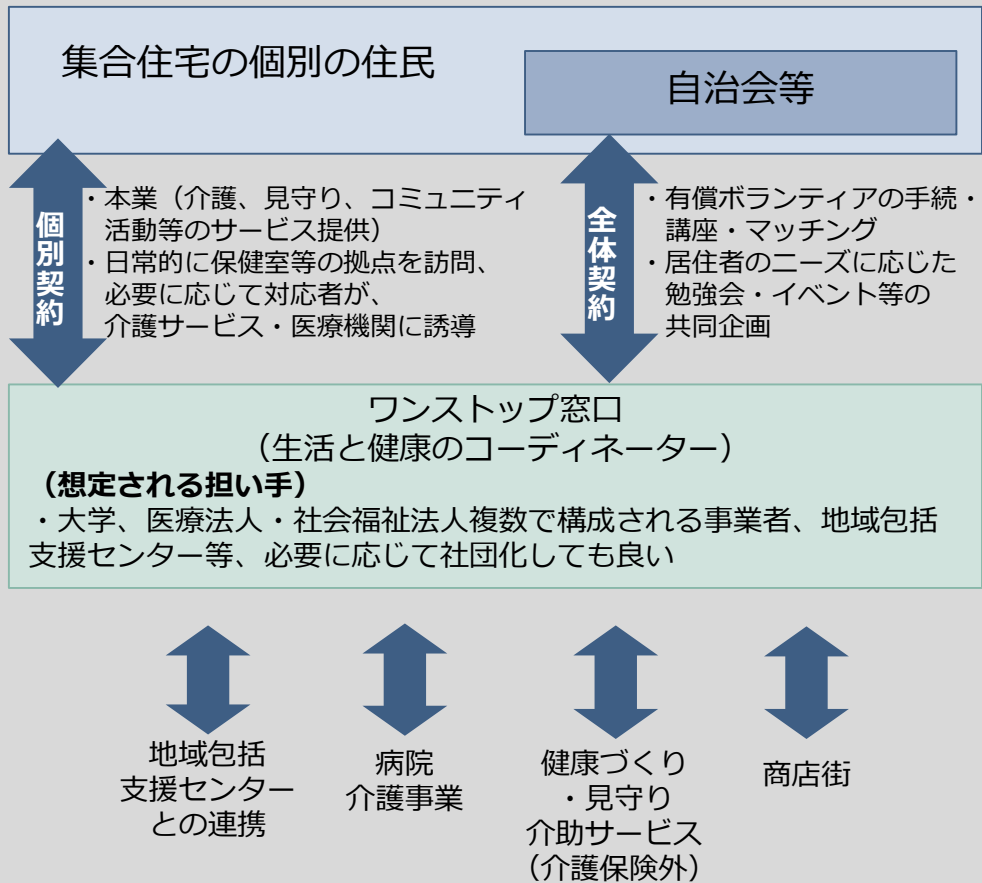 集合住宅の個別の住民
自治会等
個別契約
・本業（介護、見守り、コミュニティ
活動等のサービス提供）
・日常的に保健室等の拠点を訪問、
必要に応じて対応者が、
介護サービス・医療機関に誘導
全体契約
・有償ボランティアの手続・
講座・マッチング
・居住者のニーズに応じた
勉強会・イベント等の
共同企画
ワンストップ窓口
（生活と健康のコーディネーター）
（想定される担い手）
・大学、医療法人・社会福祉法人複数で構成される事業者、地域包括
支援センター等、必要に応じて社団化しても良い
地域包括
支援センター
との連携
病院
介護事業
健康づくり
・見守り
介助サービス
（介護保険外）
商店街